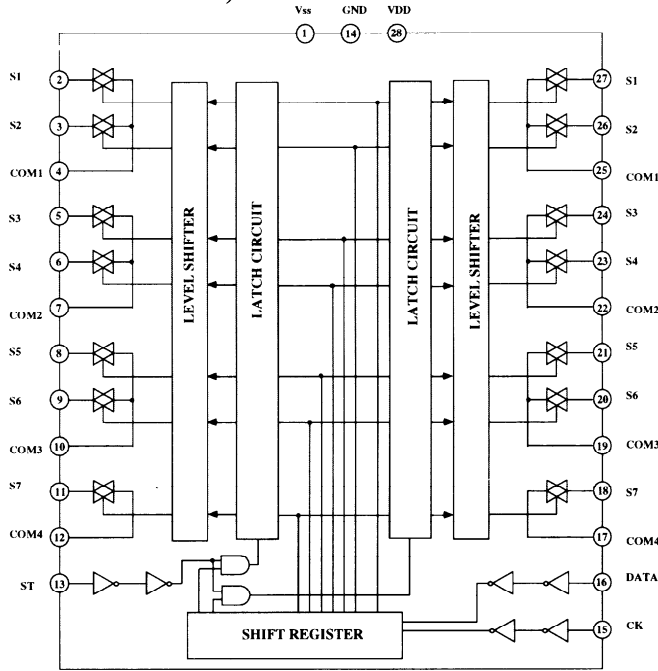 Vss GND VDD
1 14 28
S1 2 27 S1
S2 3 26 S2
COM1 4 25 COM1
S3 5 24 S3
S4 6 23 S4
COM2 7 22 COM2
S5 8 21 S5
S6 9 20 S6
COM3 10 19 COM3
S7 11 18 S7
COM4 12 17 COM4
ST 13 16 DATA
15 CK
LEVEL SHIFTER
LATCH CIRCUIT
LATCH CIRCUIT
LEVEL SHIFTER
SHIFT REGISTER